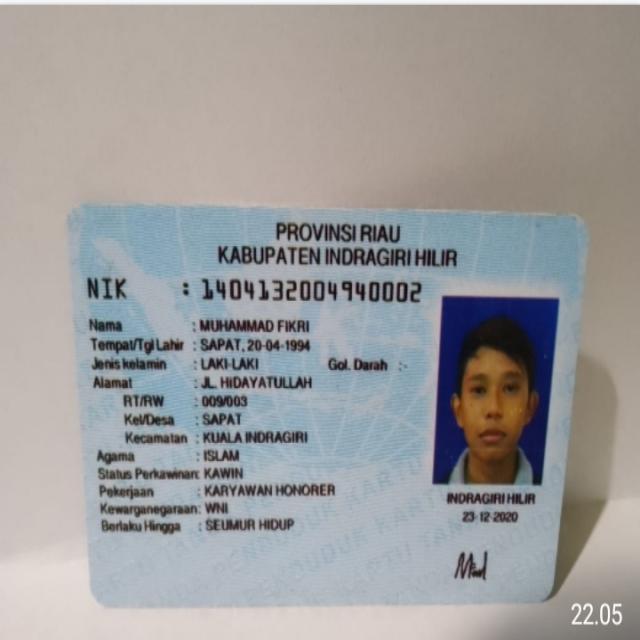 PROVINSI RIAU
KABUPATEN INDRAGIRI HILIR
NIK : 1404132004940002
Nama : MUHAMMAD FIKRI
Tempat/Tgl Lahir : SAPAT, 20-04-1994
Jenis kelamin : LAKI-LAKI Gol. Darah :-
Alamat : JL. HIDAYATULLAH
RT/RW : 009/003
Kel/Desa : SAPAT
Kecamatan : KUALA INDRAGIRI
Agama : ISLAM
Status Perkawinan: KAWIN
Pekerjaan : KARYAWAN HONORER
Kewarganegaraan: WNI
Berlaku Hingga : SEUMUR HIDUP
INDRAGIRI HILIR
23-12-2020
22.05